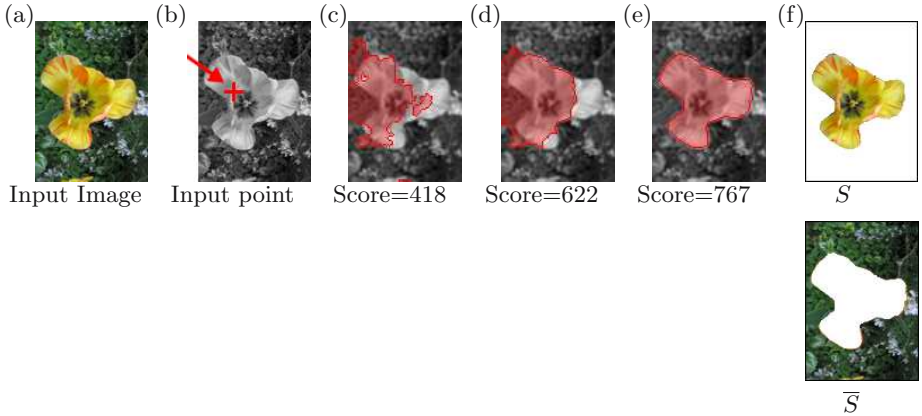 (a) (b) (c) (d) (e) (f)
Input Image Input point Score=418 Score=622 Score=767 S
S̅